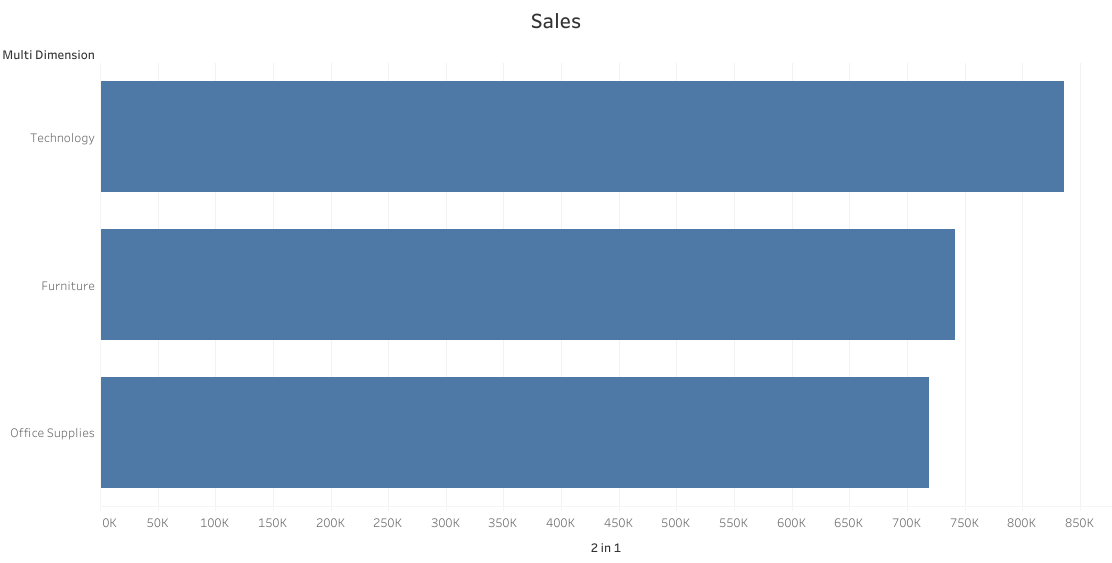 Sales
Multi Dimension
Technology
Furniture
Office Supplies
0K 50K 100K 150K 200K 250K 300K 350K 400K 450K 500K 550K 600K 650K 700K 750K 800K 850K
2 in 1